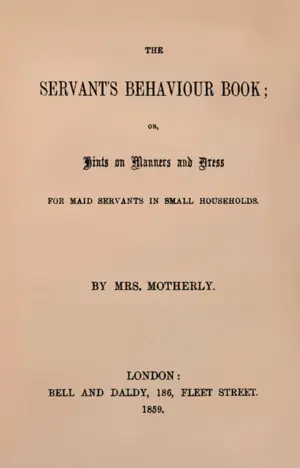 THE
SERVANT'S BEHAVIOUR BOOK;
OR,
Hints on Manners and Dress
FOR MAID SERVANTS IN SMALL HOUSEHOLDS.
BY MRS. MOTHERLY.
LONDON:
BELL AND DALDY, 186, FLEET STREET.
1859.